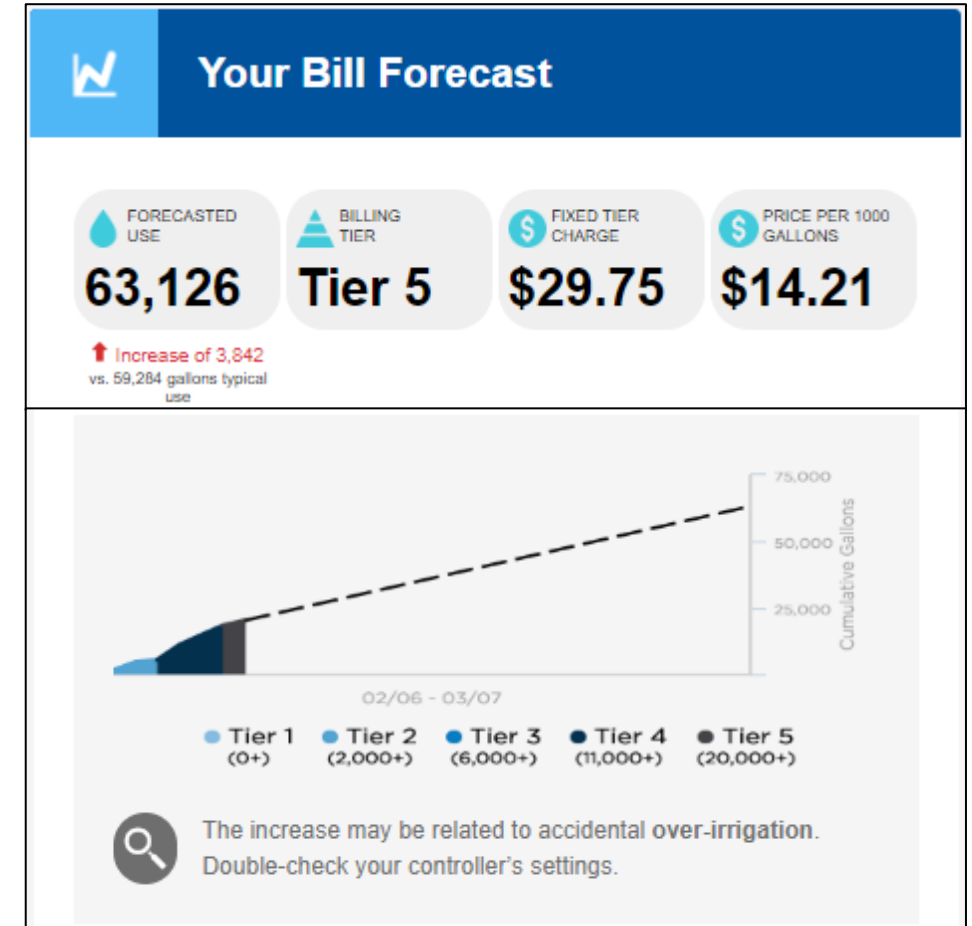 Your Bill Forecast
FORECASTED
USE
63,126
Increase of 3,842
vs. 59,284 gallons typical
use
BILLING
TIER
Tier 5
FIXED TIER
CHARGE
$29.75
PRICE PER 1000
GALLONS
$14.21
75,000
50,000
25,000
Cumulative Gallons
02/06 - 03/07
Tier 1
(0+)
Tier 2
(2,000+)
Tier 3
(6,000+)
Tier 4
(11,000+)
Tier 5
(20,000+)
The increase may be related to accidental over-irrigation.
Double-check your controller’s settings.